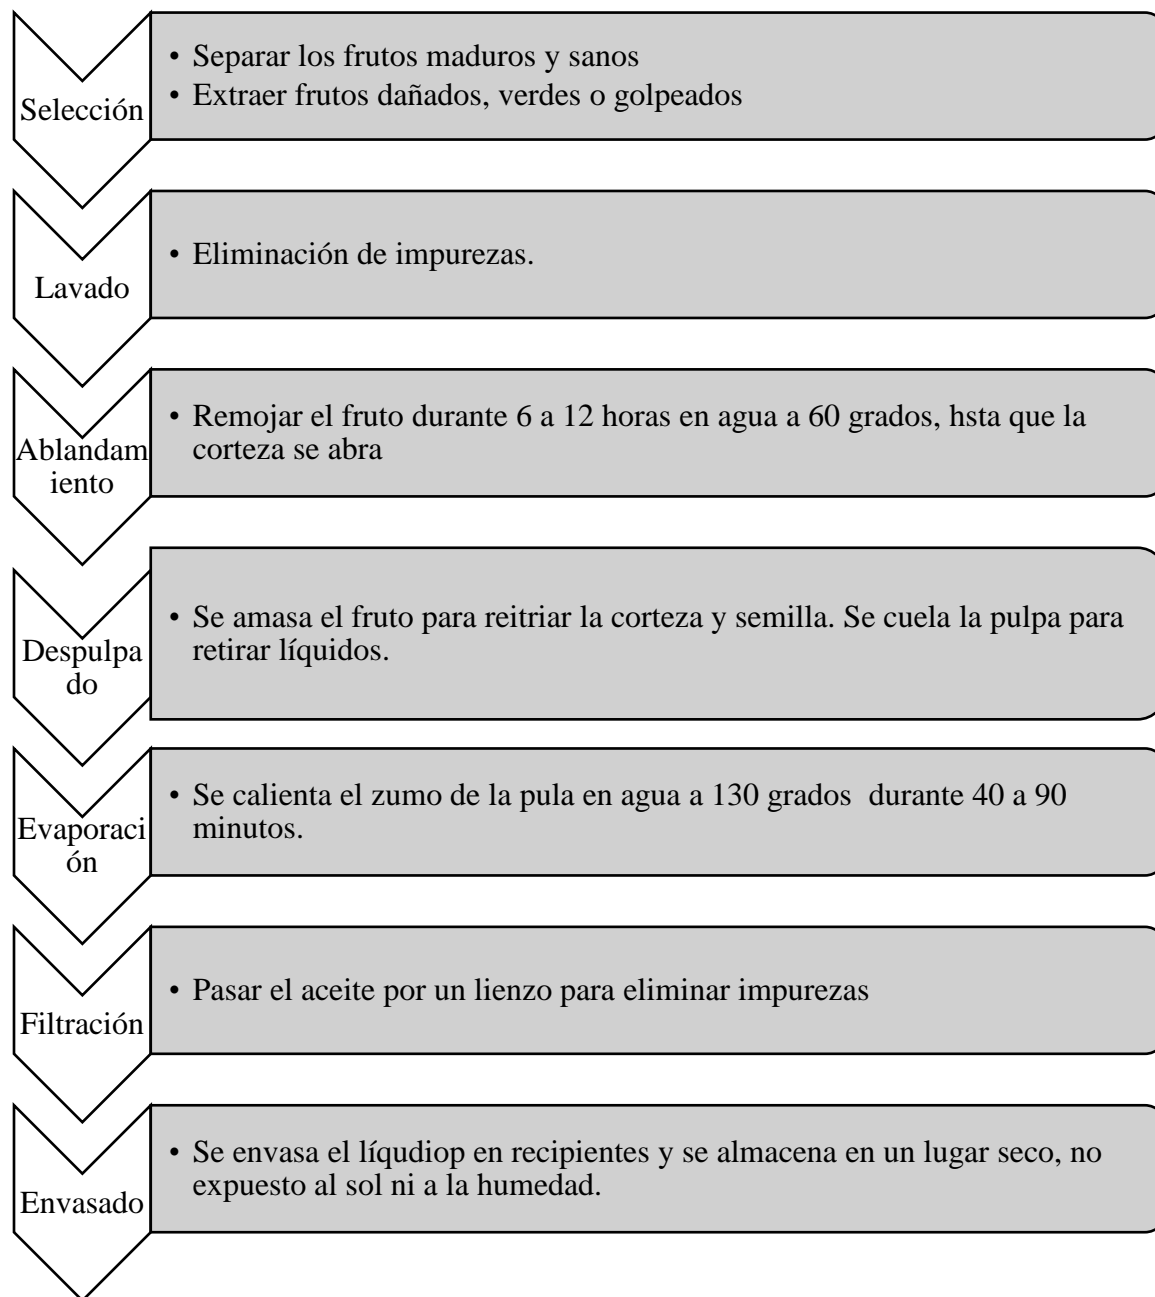 Selección
• Separar los frutos maduros y sanos
• Extraer frutos dañados, verdes o golpeados
Lavado
• Eliminación de impurezas.
Ablandam
iento
• Remojar el fruto durante 6 a 12 horas en agua a 60 grados, hsta que la
corteza se abra
Despulpa
do
• Se amasa el fruto para reitriar la corteza y semilla. Se cuela la pulpa para
retirar líquidos.
Evaporaci
ón
• Se calienta el zumo de la pula en agua a 130 grados  durante 40 a 90
minutos.
Filtración
• Pasar el aceite por un lienzo para eliminar impurezas
Envasado
• Se envasa el líqudiop en recipientes y se almacena en un lugar seco, no
expuesto al sol ni a la humedad.